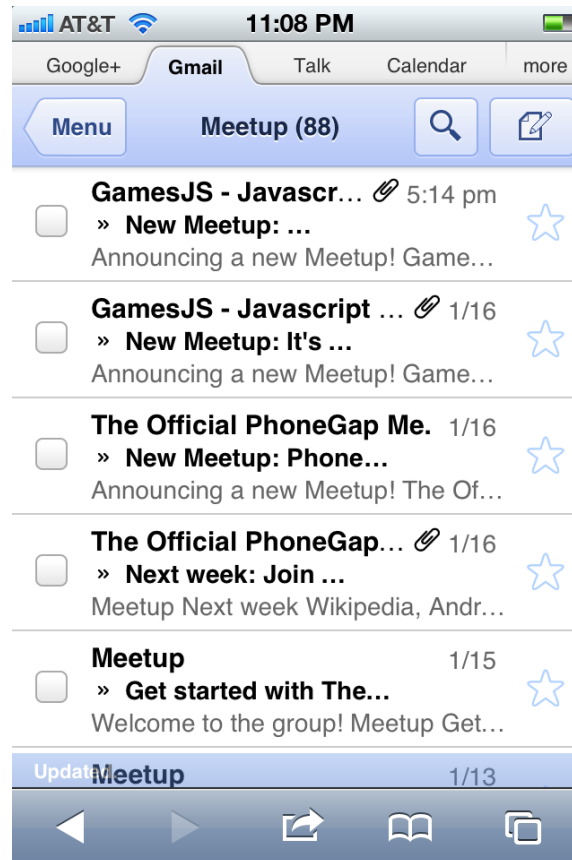 AT&T 11:08 PM
Google+ Gmail Talk Calendar more
Menu Meetup (88)
GamesJS - Javascr... 5:14 pm
» New Meetup: ...
Announcing a new Meetup! Game...
GamesJS - Javascript ... 1/16
» New Meetup: It's ...
Announcing a new Meetup! Game...
The Official PhoneGap Me. 1/16
» New Meetup: Phone...
Announcing a new Meetup! The Of...
The Official PhoneGap... 1/16
» Next week: Join ...
Meetup Next week Wikipedia, Andr...
Meetup 1/15
» Get started with The...
Welcome to the group! Meetup Get...
Updated Meetup 1/13